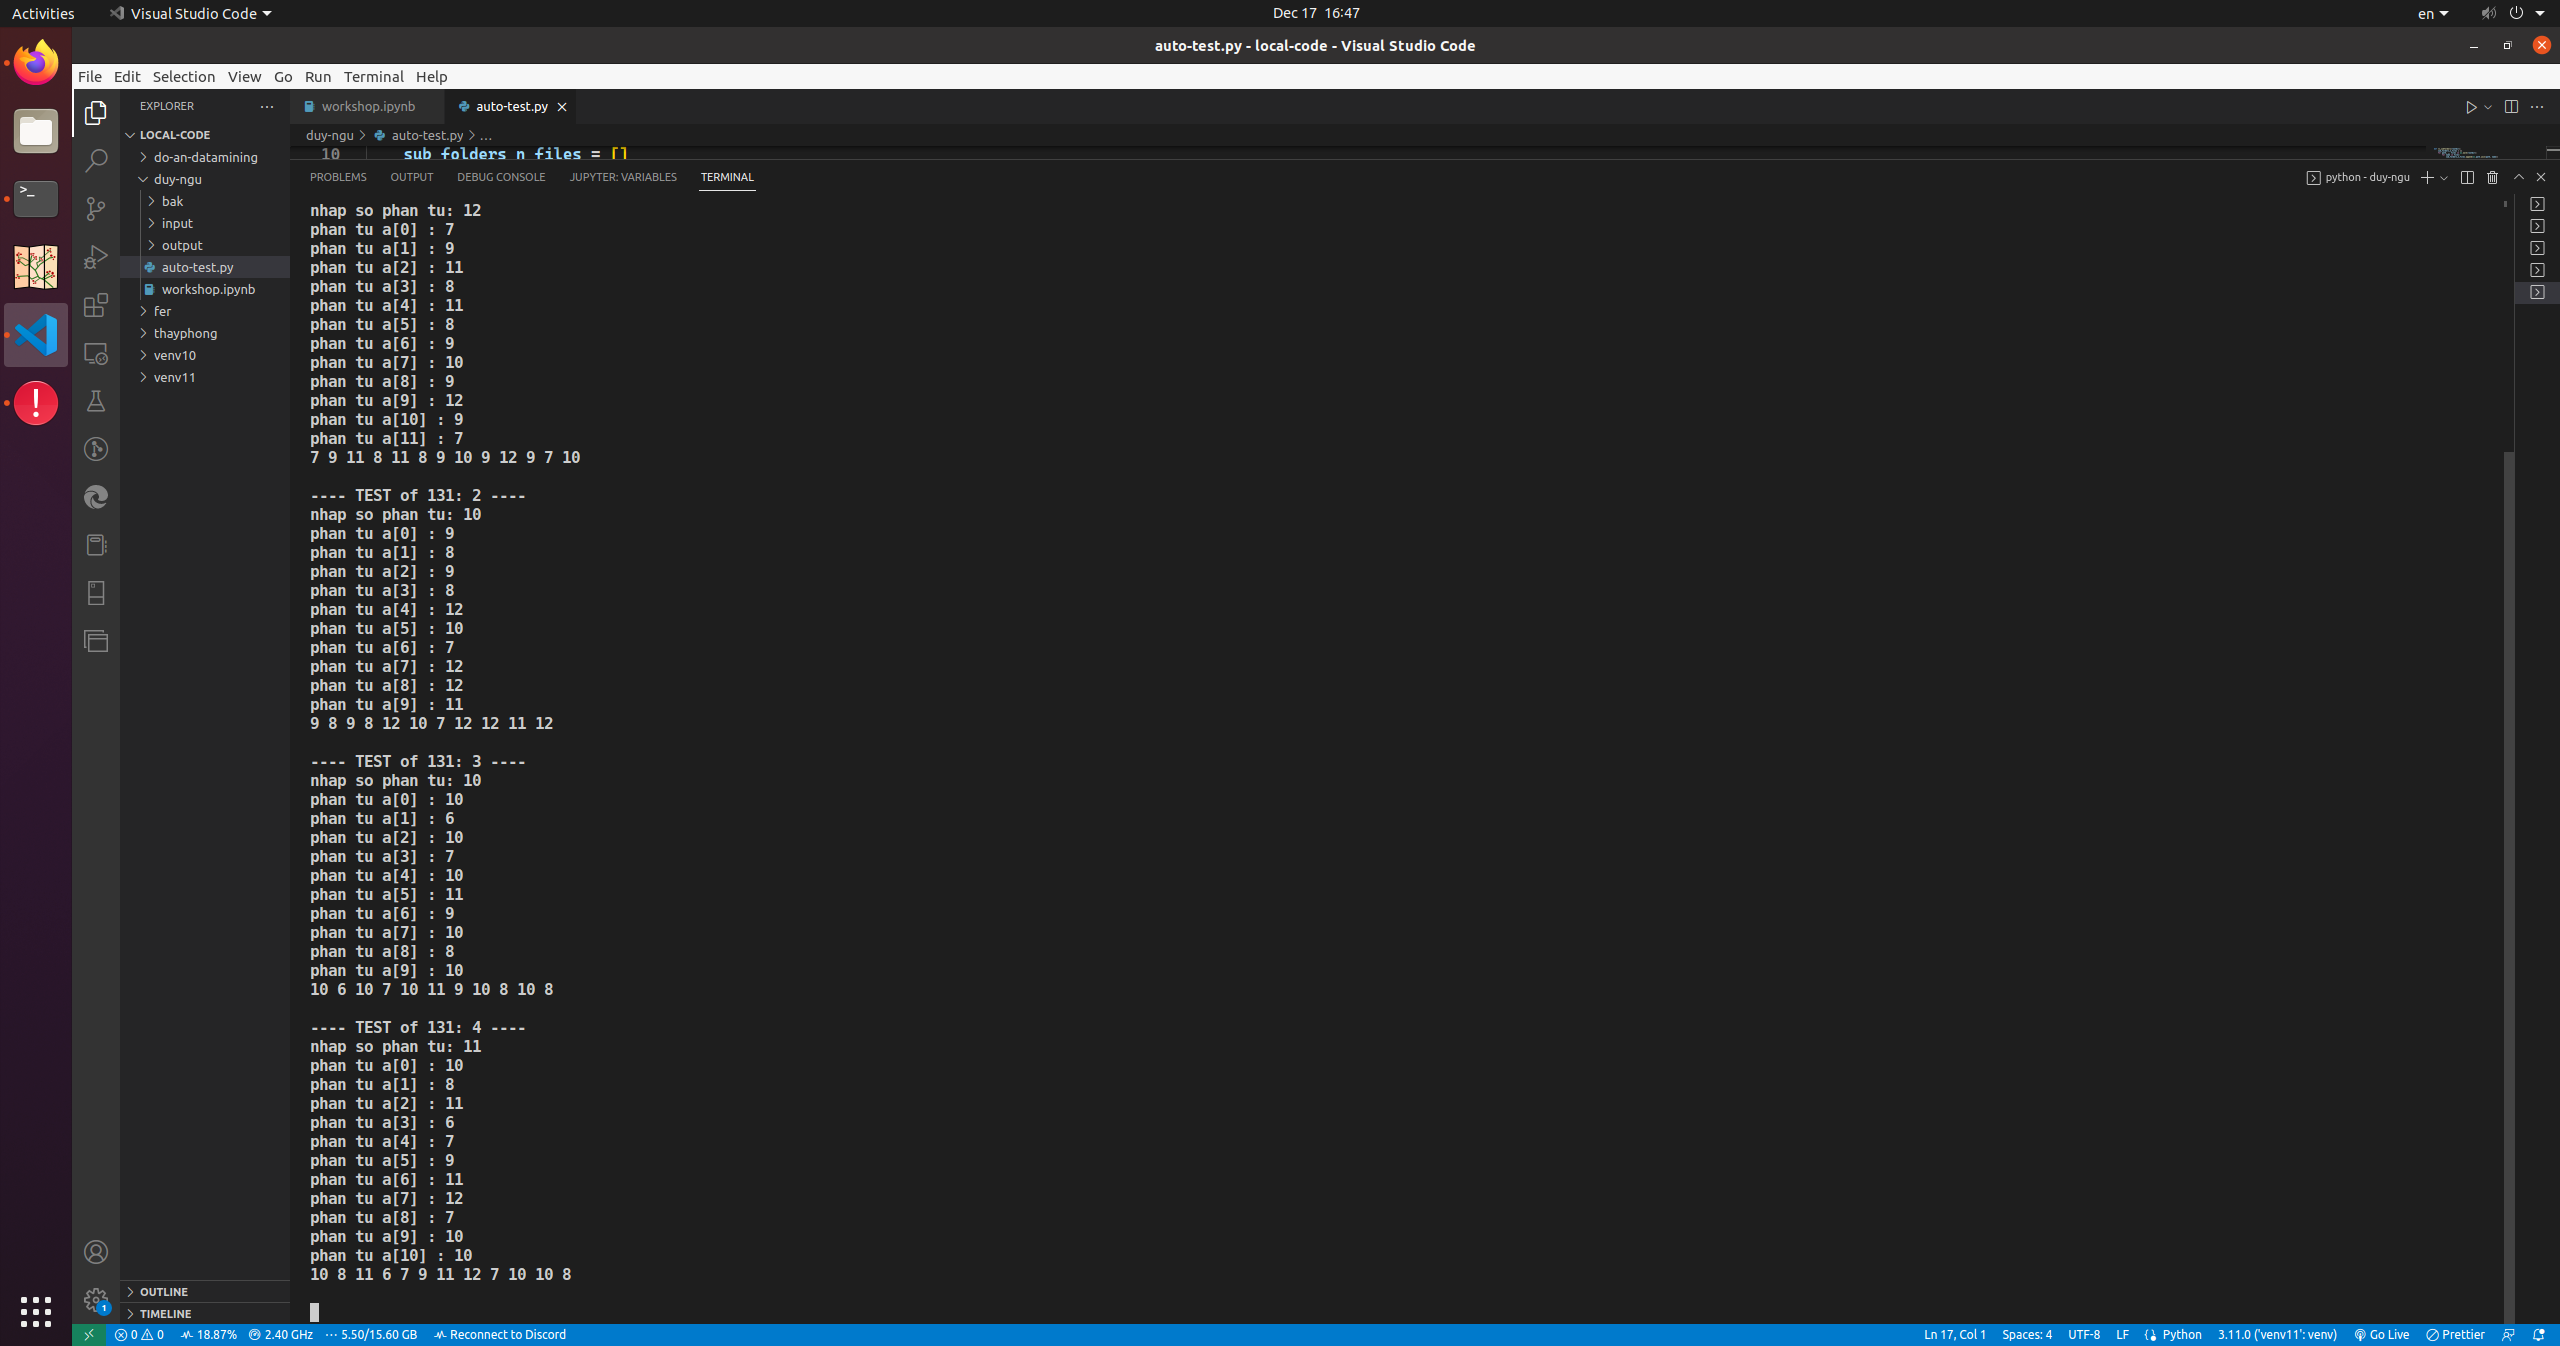 Activities Visual Studio Code Dec 17 16:47 en
auto-test.py - local-code - Visual Studio Code
File Edit Selection View Go Run Terminal Help
EXPLORER ··· workshop.ipynb auto-test.py
LOCAL-CODE
do-an-datamining
duy-ngu
bak
input
output
auto-test.py
workshop.ipynb
fer
thayphong
venv10
venv11
OUTLINE
TIMELINE
duy-ngu > auto-test.py > ...
10 sub_folders_n_files = []
PROBLEMS OUTPUT DEBUG CONSOLE JUPYTER: VARIABLES TERMINAL python - duy-ngu
nhap so phan tu: 12
phan tu a[0] : 7
phan tu a[1] : 9
phan tu a[2] : 11
phan tu a[3] : 8
phan tu a[4] : 11
phan tu a[5] : 8
phan tu a[6] : 9
phan tu a[7] : 10
phan tu a[8] : 9
phan tu a[9] : 12
phan tu a[10] : 9
phan tu a[11] : 7
7 9 11 8 11 8 9 10 9 12 9 7 10
---- TEST of 131: 2 ----
nhap so phan tu: 10
phan tu a[0] : 9
phan tu a[1] : 8
phan tu a[2] : 9
phan tu a[3] : 8
phan tu a[4] : 12
phan tu a[5] : 10
phan tu a[6] : 7
phan tu a[7] : 12
phan tu a[8] : 12
phan tu a[9] : 11
9 8 9 8 12 10 7 12 12 11 12
---- TEST of 131: 3 ----
nhap so phan tu: 10
phan tu a[0] : 10
phan tu a[1] : 6
phan tu a[2] : 10
phan tu a[3] : 7
phan tu a[4] : 10
phan tu a[5] : 11
phan tu a[6] : 9
phan tu a[7] : 10
phan tu a[8] : 8
phan tu a[9] : 10
10 6 10 7 10 11 9 10 8 10 8
---- TEST of 131: 4 ----
nhap so phan tu: 11
phan tu a[0] : 10
phan tu a[1] : 8
phan tu a[2] : 11
phan tu a[3] : 6
phan tu a[4] : 7
phan tu a[5] : 9
phan tu a[6] : 11
phan tu a[7] : 12
phan tu a[8] : 7
phan tu a[9] : 10
phan tu a[10] : 10
10 8 11 6 7 9 11 12 7 10 10 8
1
0 0 18.87% 2.40 GHz ··· 5.50/15.60 GB Reconnect to Discord Ln 17, Col 1 Spaces: 4 UTF-8 LF Python 3.11.0 ('venv11': venv) Go Live Prettier